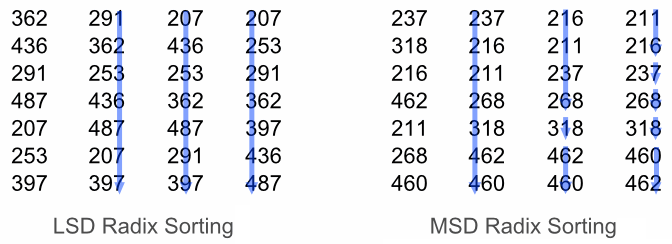 362 291 207 207 237 237 216 211
436 362 436 253 318 216 211 216
291 253 253 291 216 211 237 237
487 436 362 362 462 268 268 268
207 487 487 397 211 318 318 318
253 207 291 436 268 462 462 460
397 397 397 487 460 460 460 462
LSD Radix Sorting MSD Radix Sorting